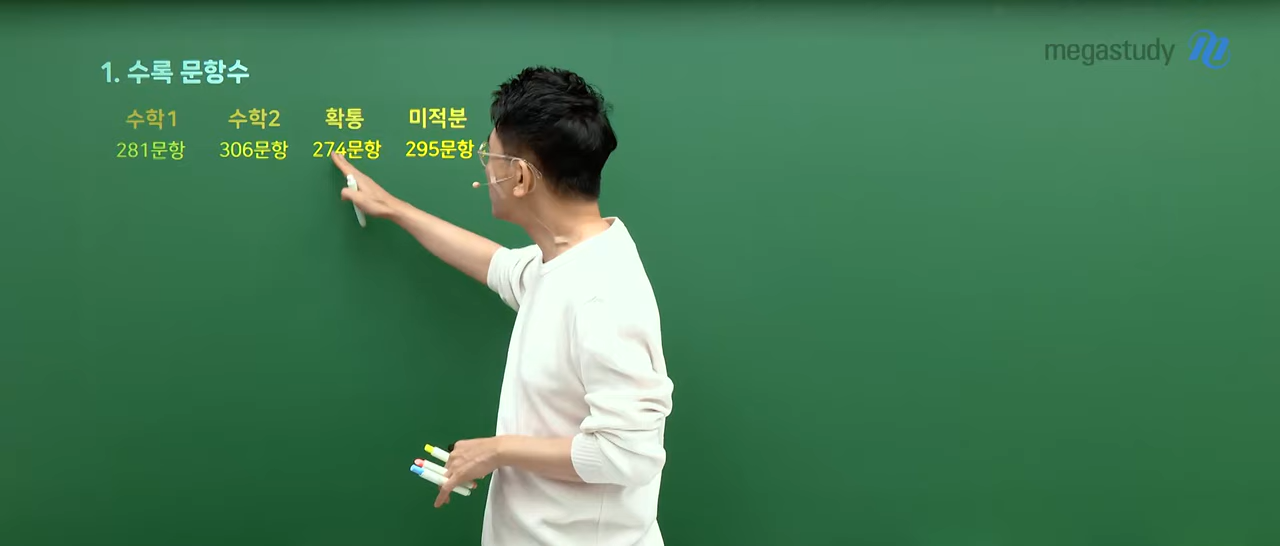 1. 수록 문항수
수학1 수학2 확통 미적분
281문항 306문항 274문항 295문항
megastudy